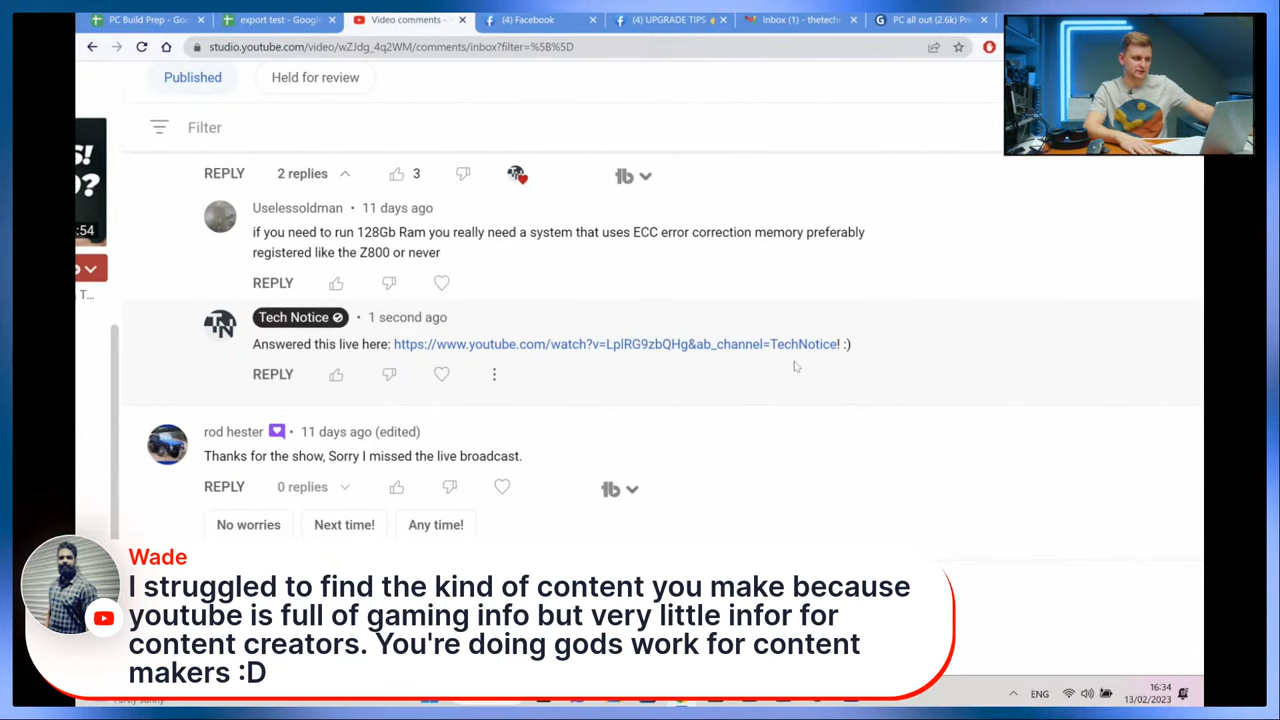 PC Build Prep - Goo
export test - Google
Video comments -
(4) Facebook
(4) UPGRADE TIPS
Inbox (1) - thetech
PC all out (2.6k) Pre
studio.youtube.com/video/wZJdg_4q2WM/comments/inbox?filter=%5B%5D
Published
Held for review
Filter
S!
O?
:54
T...
REPLY 2 replies 3
Uselessoldman • 11 days ago
if you need to run 128Gb Ram you really need a system that uses ECC error correction memory preferably
registered like the Z800 or never
REPLY
Tech Notice • 1 second ago
Answered this live here: https://www.youtube.com/watch?v=LplRG9zbQHg&ab_channel=TechNotice! :)
REPLY
rod hester • 11 days ago (edited)
Thanks for the show, Sorry I missed the live broadcast.
REPLY 0 replies
No worries Next time! Any time!
Wade
I struggled to find the kind of content you make because
youtube is full of gaming info but very little infor for
content creators. You're doing gods work for content
makers :D
ENG
16:34
13/02/2023